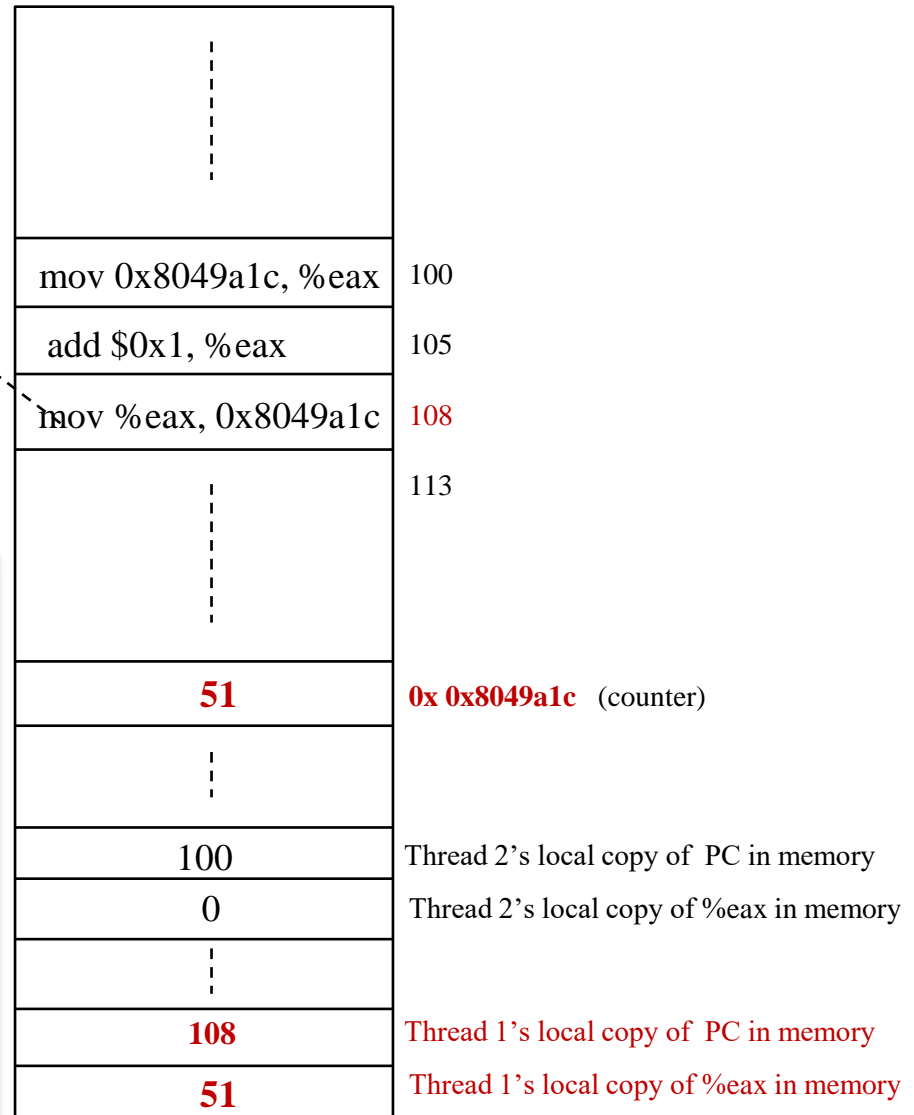 mov 0x8049a1c, %eax 100
add $0x1, %eax 105
mov %eax, 0x8049a1c 108
113
51 0x 0x8049a1c (counter)
100 Thread 2’s local copy of PC in memory
0 Thread 2’s local copy of %eax in memory
108 Thread 1’s local copy of PC in memory
51 Thread 1’s local copy of %eax in memory